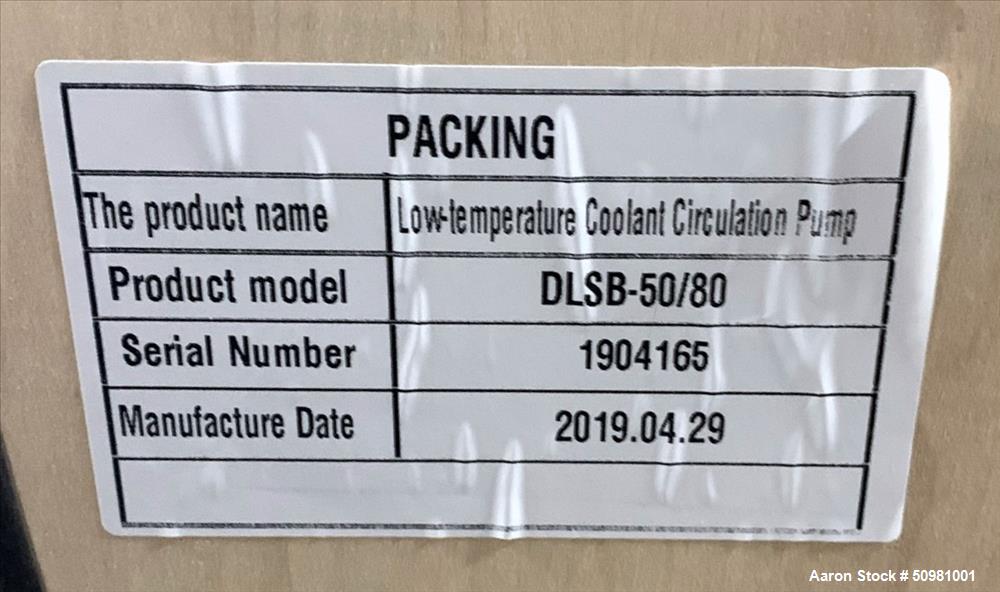 PACKING
The product name Low-temperature Coolant Circulation Pump
Product model DLSB-50/80
Serial Number 1904165
Manufacture Date 2019.04.29
Aaron Stock # 50981001